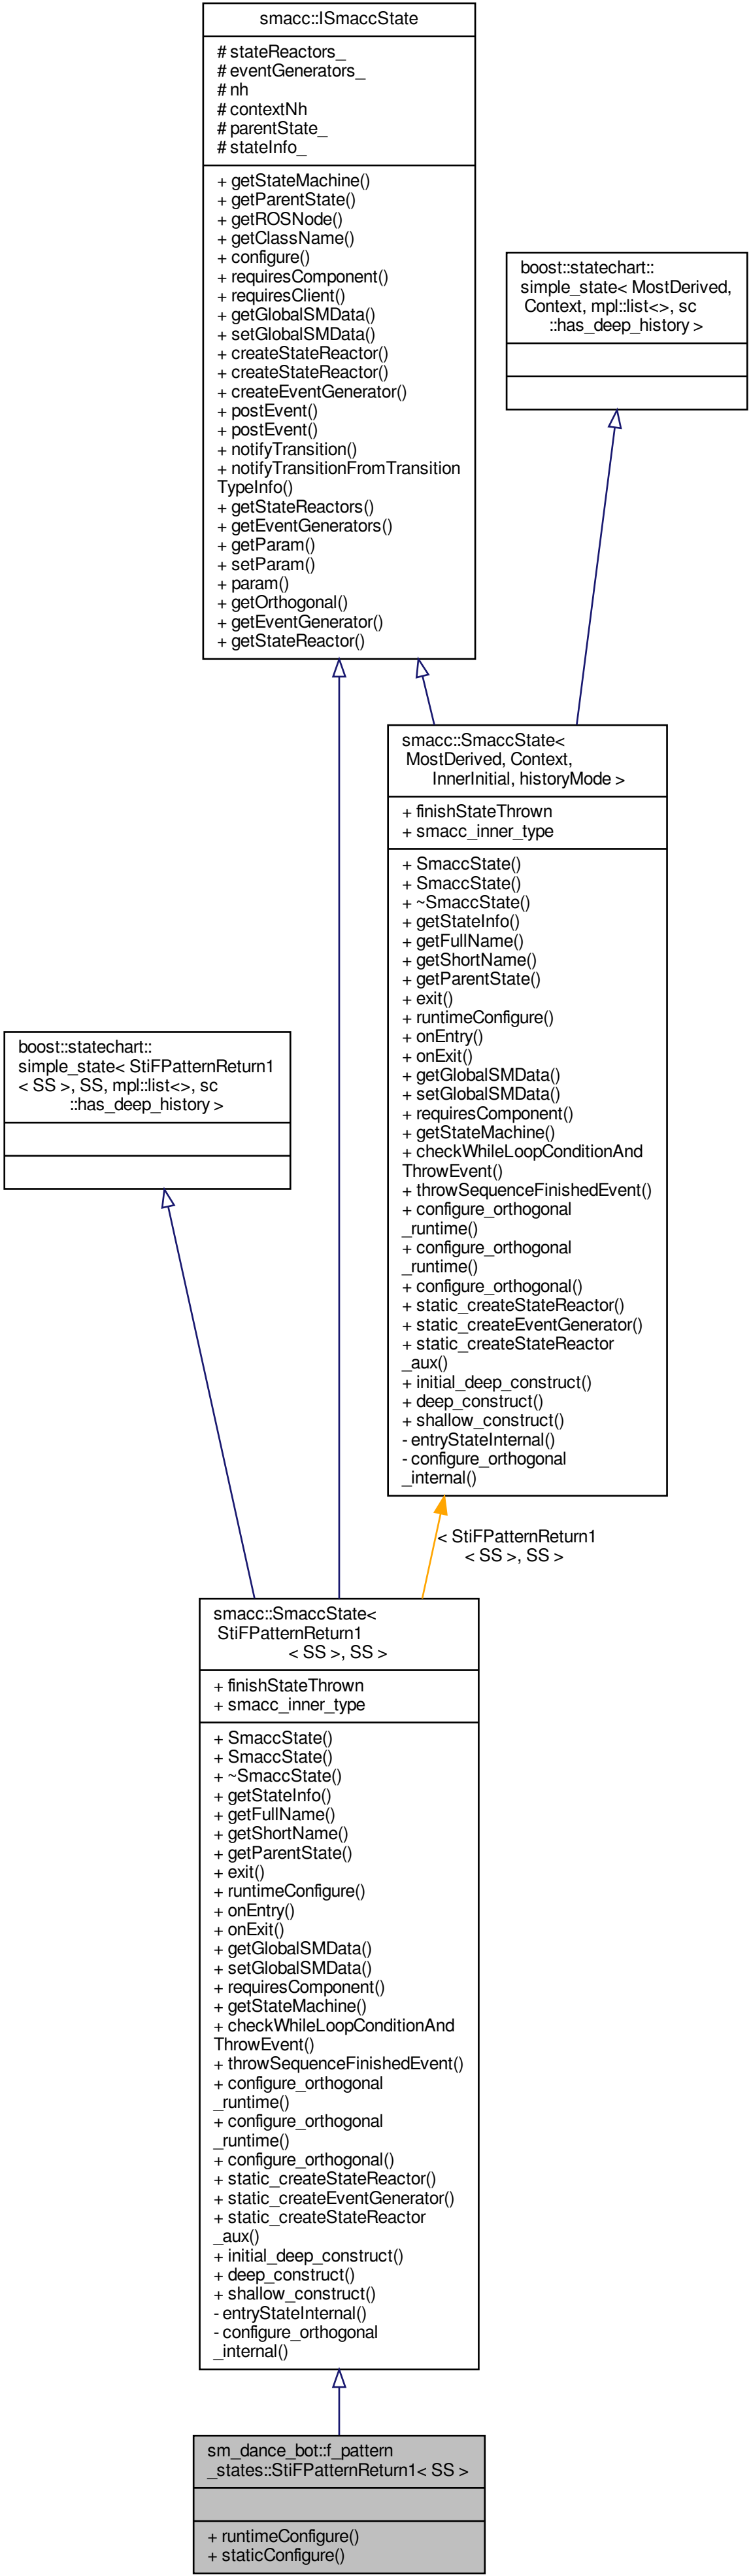 smacc::ISmaccState
# stateReactors_
# eventGenerators_
# nh
# contextNh
# parentState_
# stateInfo_
+ getStateMachine()
+ getParentState()
+ getROSNode()
+ getClassName()
+ configure()
+ requiresComponent()
+ requiresClient()
+ getGlobalSMData()
+ setGlobalSMData()
+ createStateReactor()
+ createStateReactor()
+ createEventGenerator()
+ postEvent()
+ postEvent()
+ notifyTransition()
+ notifyTransitionFromTransition
TypeInfo()
+ getStateReactors()
+ getEventGenerators()
+ getParam()
+ setParam()
+ param()
+ getOrthogonal()
+ getEventGenerator()
+ getStateReactor()
boost::statechart::
simple_state< MostDerived,
Context, mpl::list<>, sc
::has_deep_history >
smacc::SmaccState<
MostDerived, Context,
InnerInitial, historyMode >
+ finishStateThrown
+ smacc_inner_type
+ SmaccState()
+ SmaccState()
+ ~SmaccState()
+ getStateInfo()
+ getFullName()
+ getShortName()
+ getParentState()
+ exit()
+ runtimeConfigure()
+ onEntry()
+ onExit()
+ getGlobalSMData()
+ setGlobalSMData()
+ requiresComponent()
+ getStateMachine()
+ checkWhileLoopConditionAnd
ThrowEvent()
+ throwSequenceFinishedEvent()
+ configure_orthogonal
_runtime()
+ configure_orthogonal
_runtime()
+ configure_orthogonal()
+ static_createStateReactor()
+ static_createEventGenerator()
+ static_createStateReactor
_aux()
+ initial_deep_construct()
+ deep_construct()
+ shallow_construct()
- entryStateInternal()
- configure_orthogonal
_internal()
boost::statechart::
simple_state< StiFPatternReturn1
< SS >, SS, mpl::list<>, sc
::has_deep_history >
< StiFPatternReturn1
< SS >, SS >
smacc::SmaccState<
StiFPatternReturn1
< SS >, SS >
+ finishStateThrown
+ smacc_inner_type
+ SmaccState()
+ SmaccState()
+ ~SmaccState()
+ getStateInfo()
+ getFullName()
+ getShortName()
+ getParentState()
+ exit()
+ runtimeConfigure()
+ onEntry()
+ onExit()
+ getGlobalSMData()
+ setGlobalSMData()
+ requiresComponent()
+ getStateMachine()
+ checkWhileLoopConditionAnd
ThrowEvent()
+ throwSequenceFinishedEvent()
+ configure_orthogonal
_runtime()
+ configure_orthogonal
_runtime()
+ configure_orthogonal()
+ static_createStateReactor()
+ static_createEventGenerator()
+ static_createStateReactor
_aux()
+ initial_deep_construct()
+ deep_construct()
+ shallow_construct()
- entryStateInternal()
- configure_orthogonal
_internal()
sm_dance_bot::f_pattern
_states::StiFPatternReturn1< SS >
+ runtimeConfigure()
+ staticConfigure()